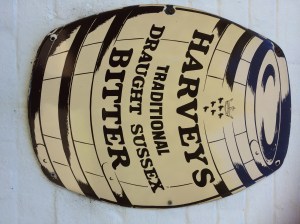 HARVEYS
TRADITIONAL
DRAUGHT SUSSEX
BITTER